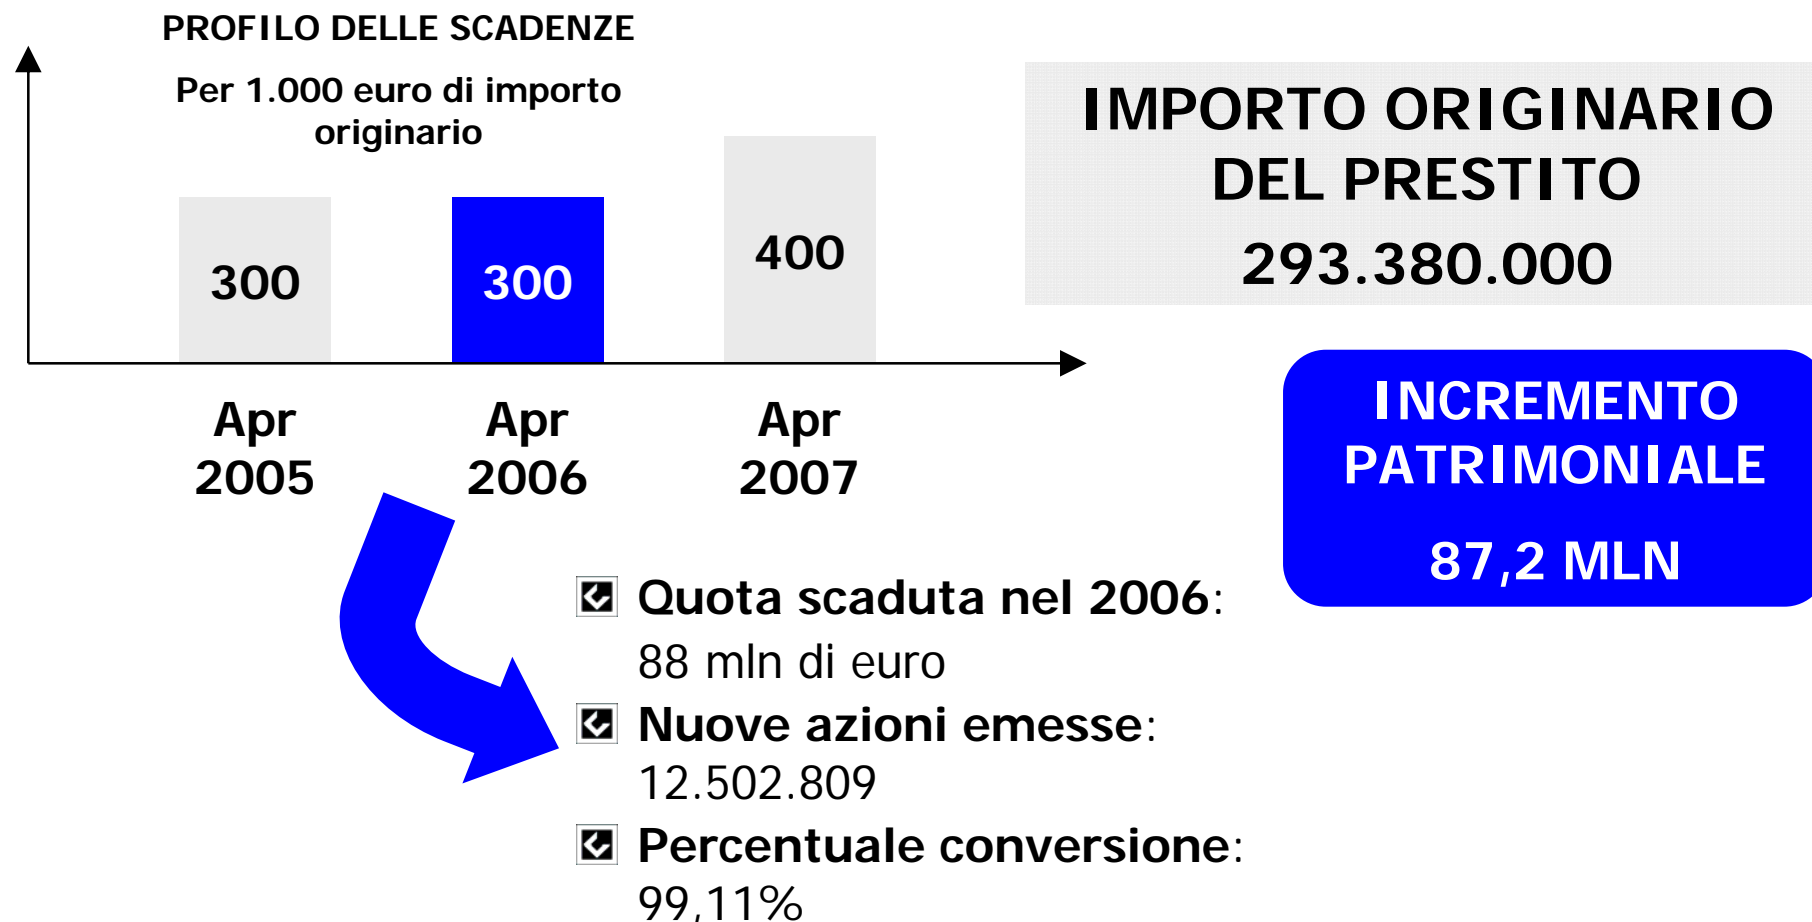 PROFILO DELLE SCADENZE
Per 1.000 euro di importo
originario
300
300
400
Apr
2005
Apr
2006
Apr
2007
IMPORTO ORIGINARIO
DEL PRESTITO
293.380.000
INCREMENTO
PATRIMONIALE
87,2 MLN
Quota scaduta nel 2006:
88 mln di euro
Nuove azioni emesse:
12.502.809
Percentuale conversione:
99,11%